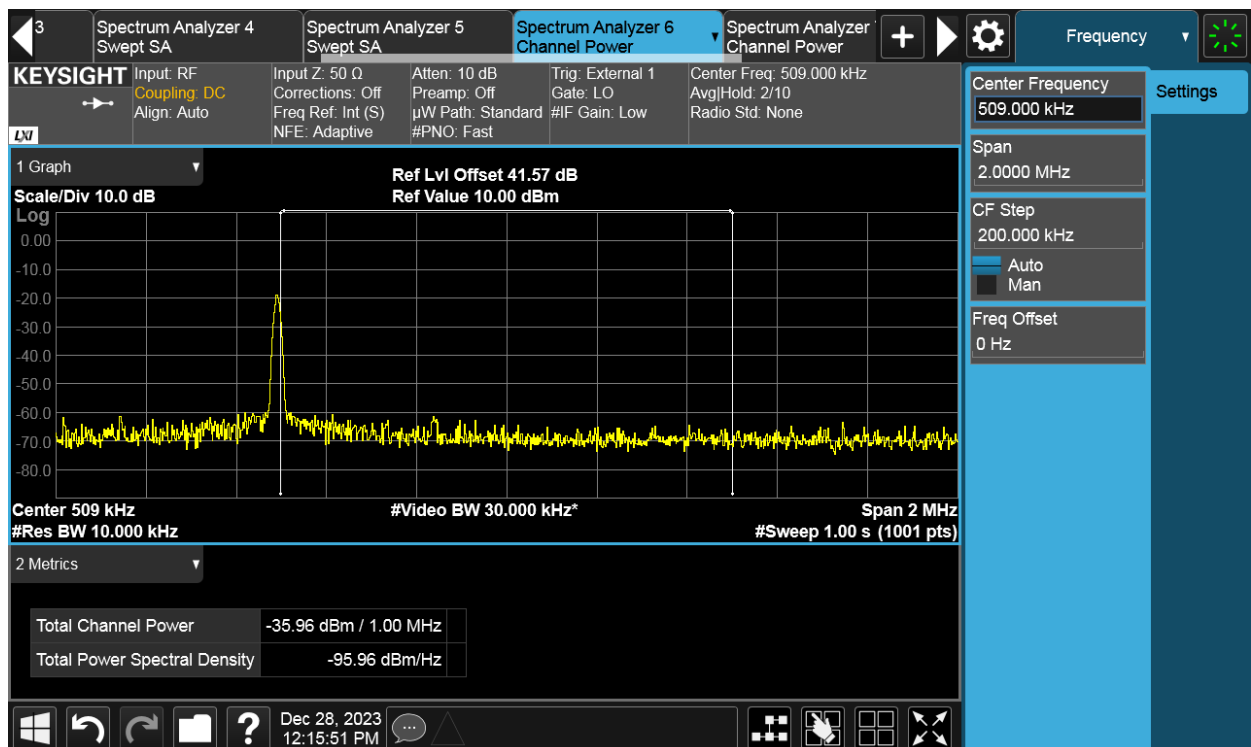 3
Spectrum Analyzer 4
Swept SA
Spectrum Analyzer 5
Swept SA
Spectrum Analyzer 6
Channel Power
Spectrum Analyzer
Channel Power
+
Frequency
KEYSIGHT
LXI
Input: RF
Coupling: DC
Align: Auto
Input Z: 50 Ω
Corrections: Off
Freq Ref: Int (S)
NFE: Adaptive
Atten: 10 dB
Preamp: Off
µW Path: Standard
#PNO: Fast
Trig: External 1
Gate: LO
#IF Gain: Low
Center Freq: 509.000 kHz
Avg|Hold: 2/10
Radio Std: None
Center Frequency
509.000 kHz
Settings
Span
2.0000 MHz
CF Step
200.000 kHz
Auto
Man
Freq Offset
0 Hz
1 Graph
Scale/Div 10.0 dB
Ref Lvl Offset 41.57 dB
Ref Value 10.00 dBm
Log
0.00
-10.0
-20.0
-30.0
-40.0
-50.0
-60.0
-70.0
-80.0
Center 509 kHz
#Video BW 30.000 kHz*
Span 2 MHz
#Res BW 10.000 kHz
#Sweep 1.00 s (1001 pts)
2 Metrics
Total Channel Power
-35.96 dBm / 1.00 MHz
Total Power Spectral Density
-95.96 dBm/Hz
?
Dec 28, 2023
12:15:51 PM